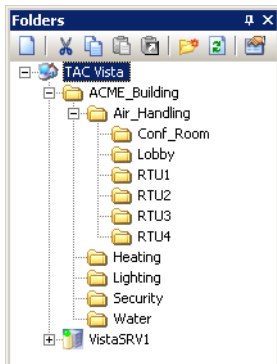 Folders
TAC Vista
ACME_Building
Air_Handling
Conf_Room
Lobby
RTU1
RTU2
RTU3
RTU4
Heating
Lighting
Security
Water
VistaSRV1